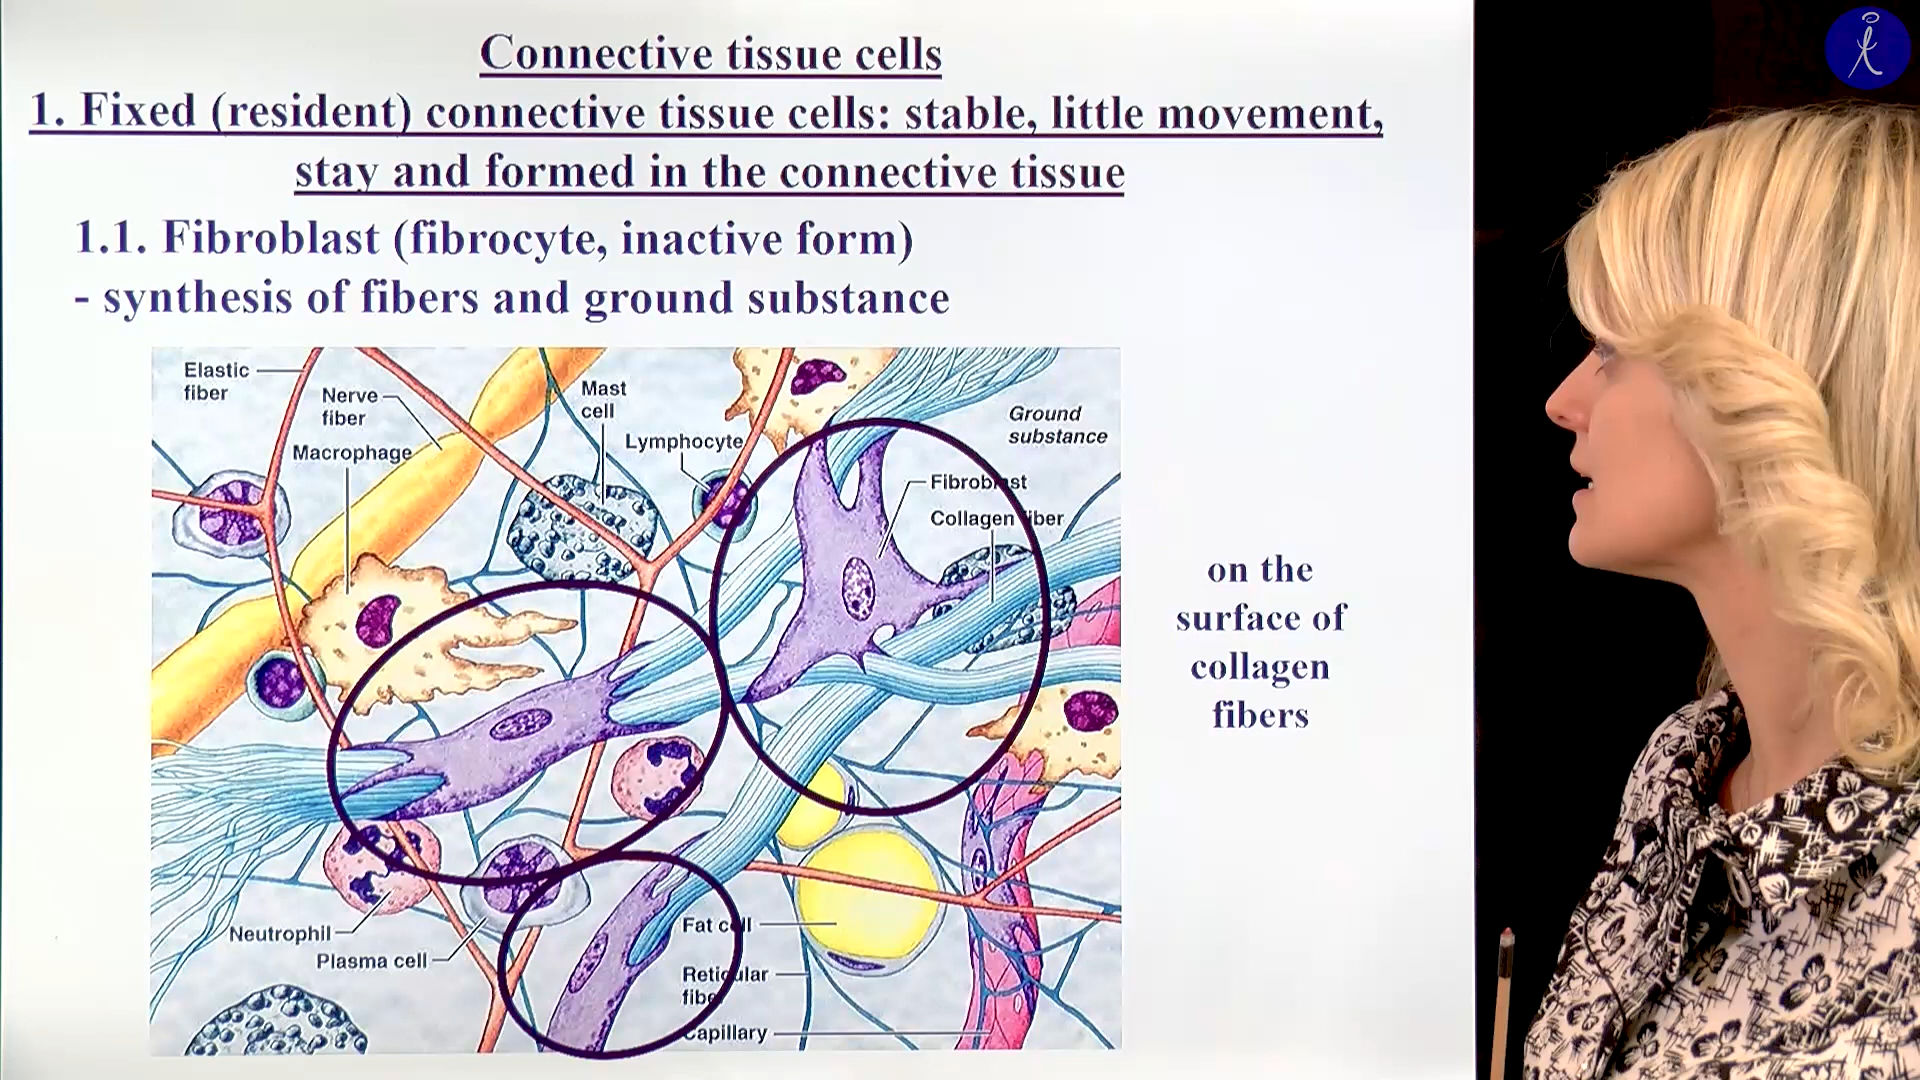 Connective tissue cells
1. Fixed (resident) connective tissue cells: stable, little movement,
stay and formed in the connective tissue
1.1. Fibroblast (fibrocyte, inactive form)
- synthesis of fibers and ground substance
Elastic
fiber
Nerve
fiber
Macrophage
Mast
cell
Lymphocyte
Ground
substance
Fibroblast
Collagen fiber
on the
surface of
collagen
fibers
Neutrophil
Plasma cell
Fat cell
Reticular
fiber
Capillary